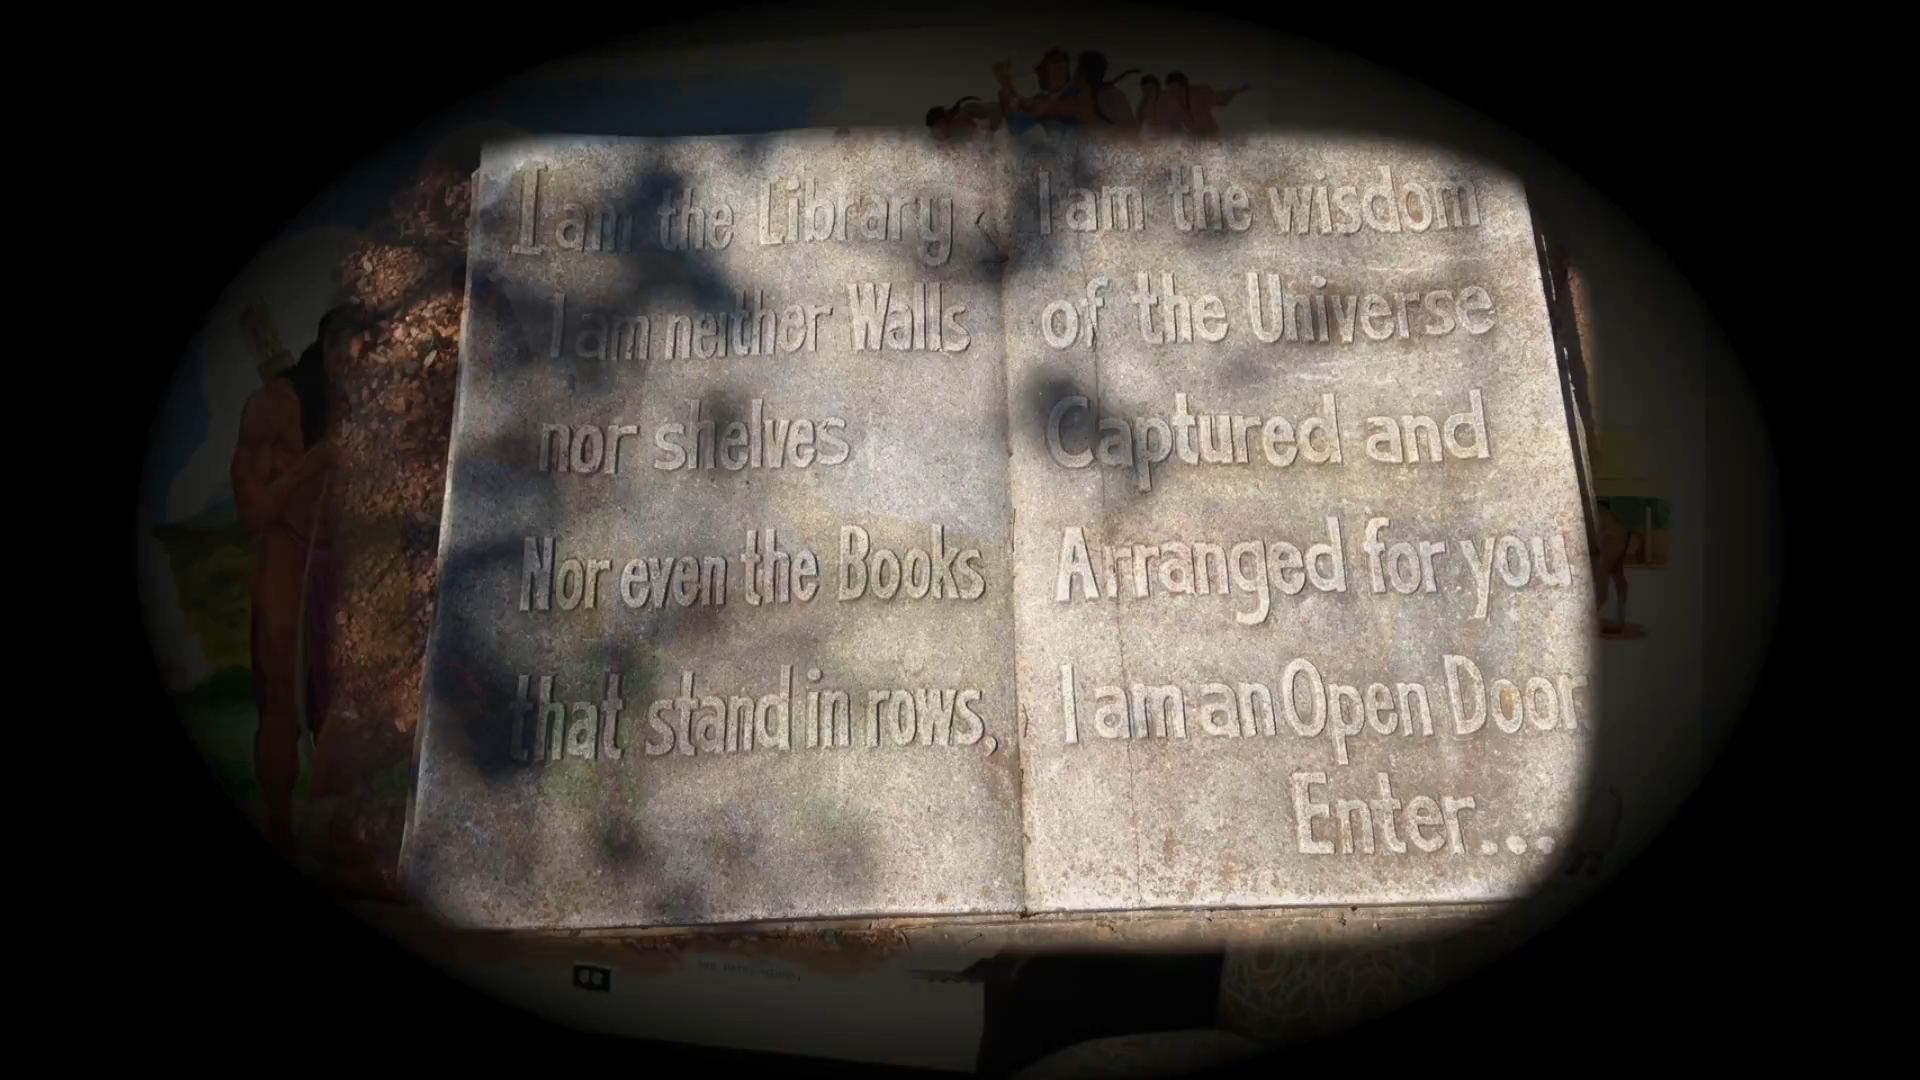 I am the Library
I am neither Walls
nor shelves
Nor even the Books
that stand in rows,
I am the wisdom
of the Universe
Captured and
Arranged for you
I am an Open Door
Enter...